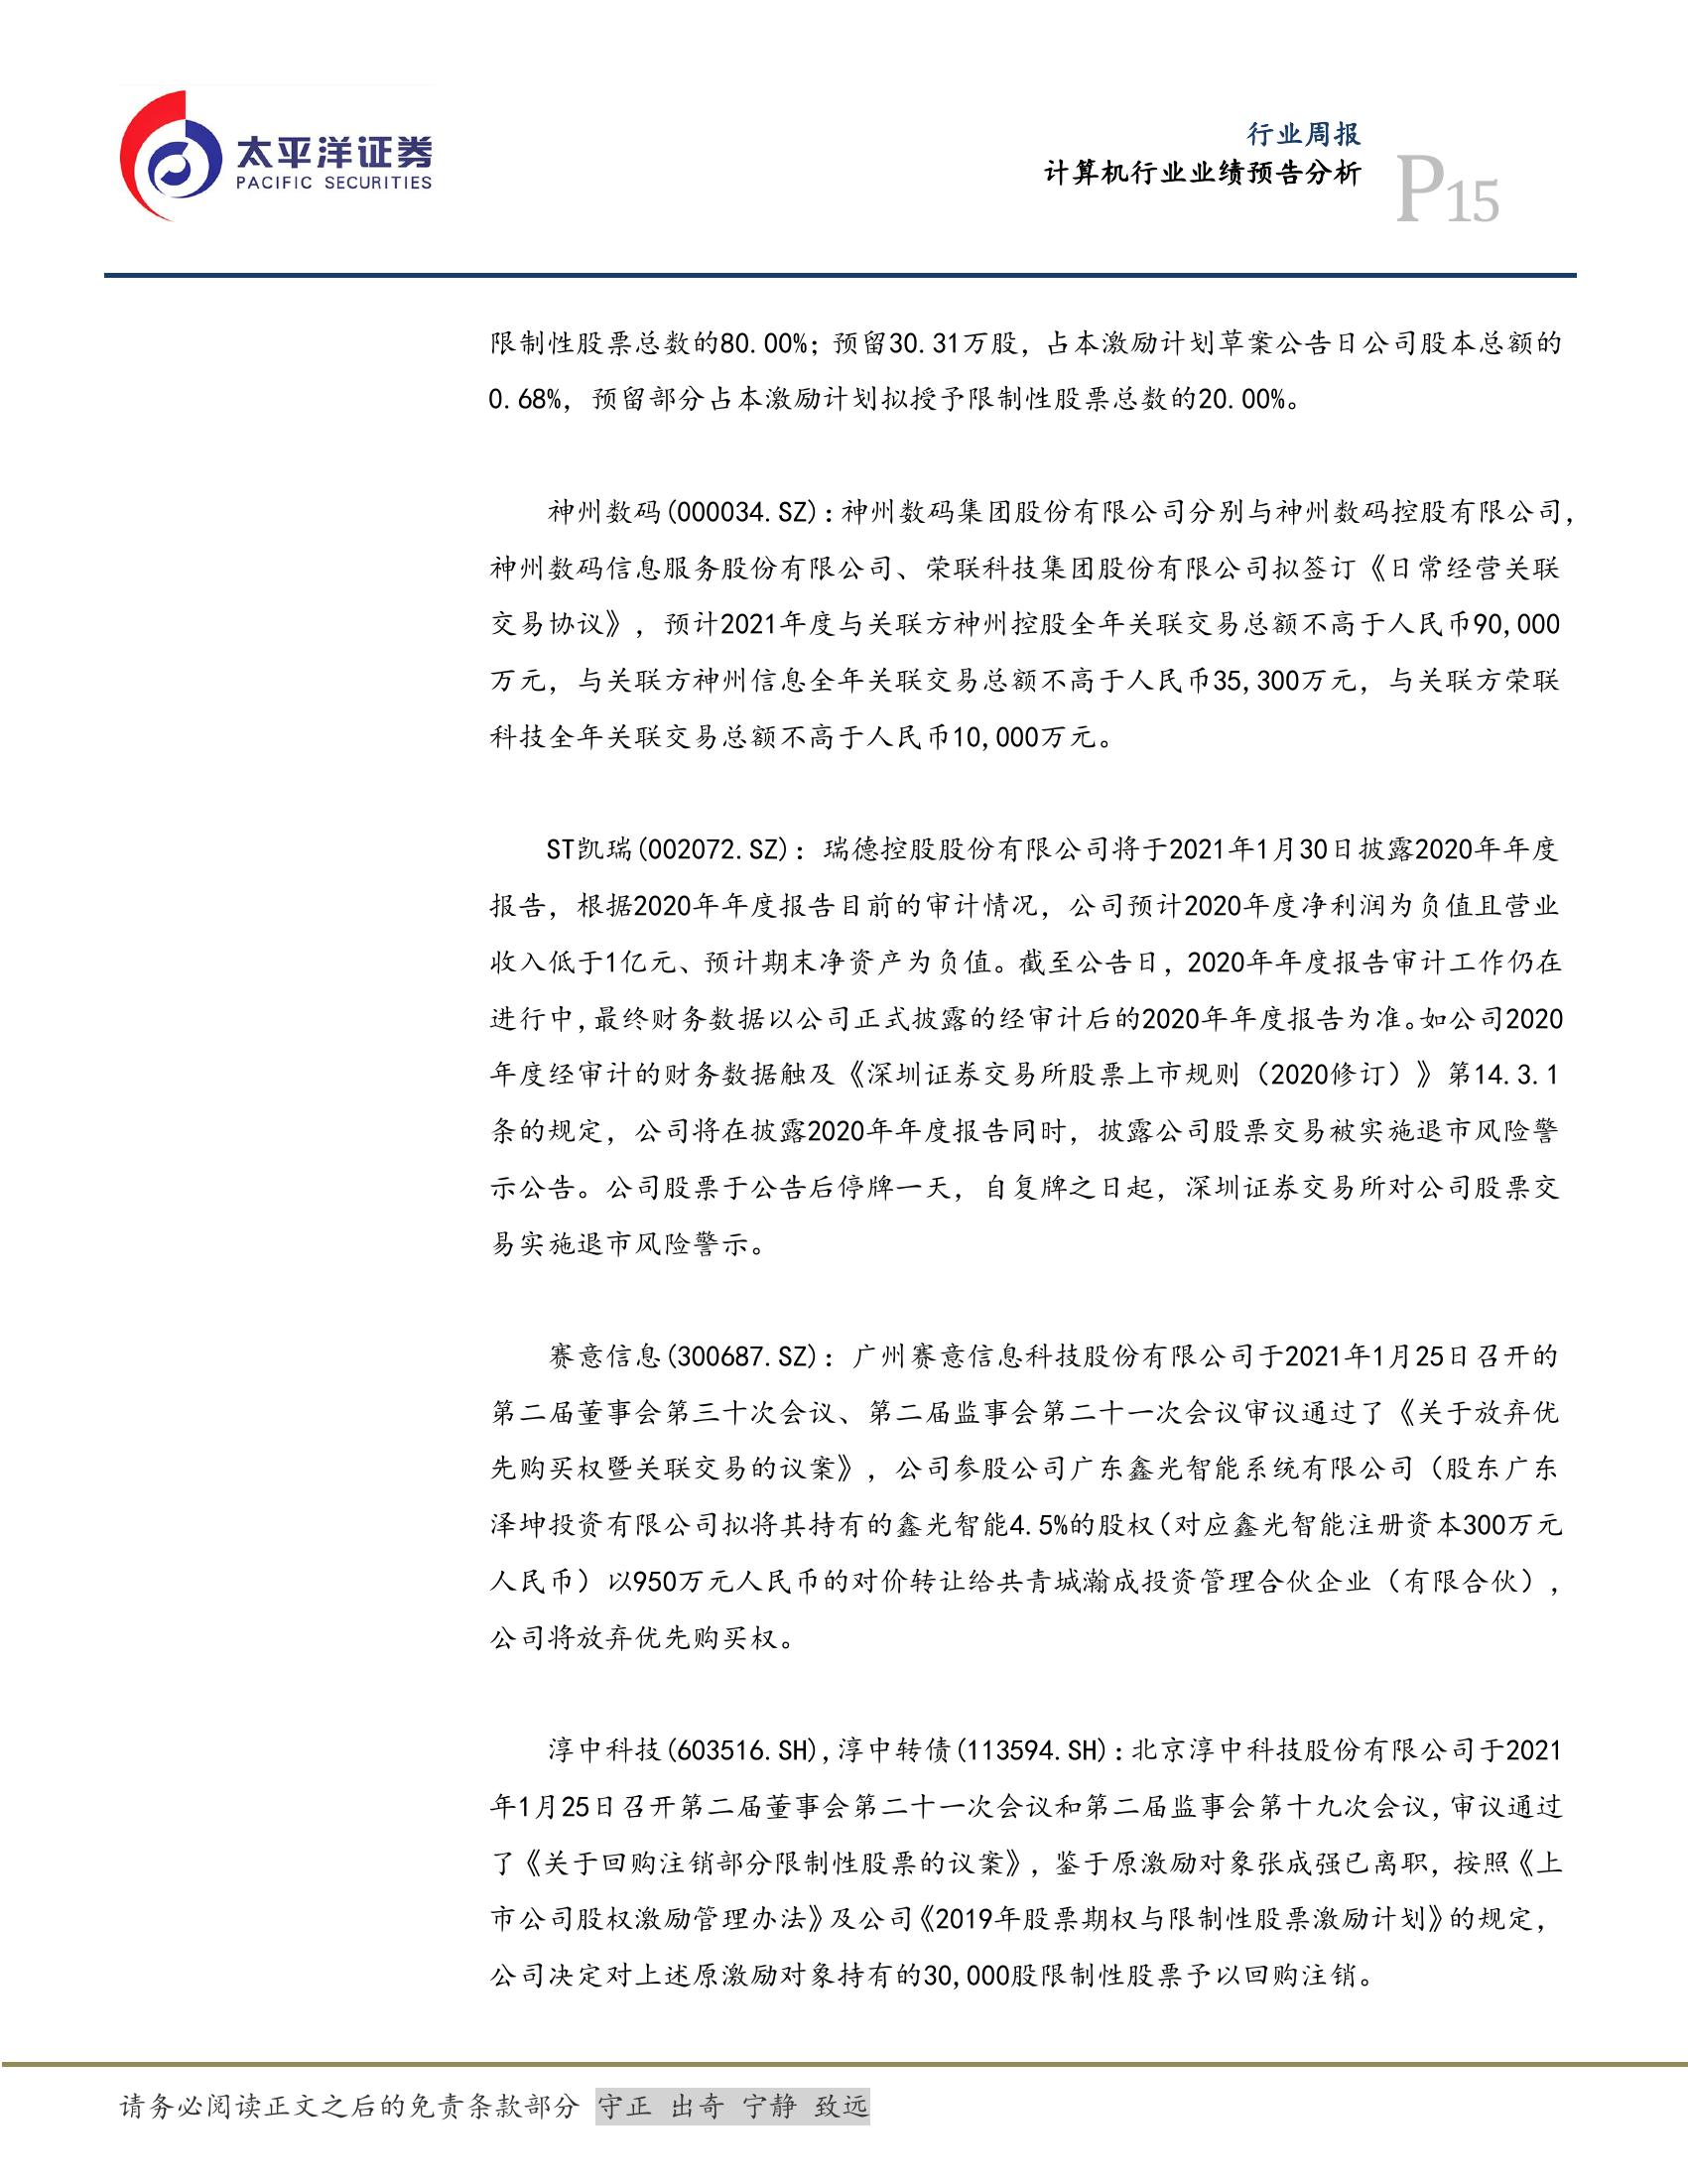 太平洋证券
PACIFIC SECURITIES
行业周报
计算机行业业绩预告分析
P15
限制性股票总数的80.00%；预留30.31万股，占本激励计划草案公告日公司股本总额的
0.68%，预留部分占本激励计划拟授予限制性股票总数的20.00%。
神州数码(000034.SZ):神州数码集团股份有限公司分别与神州数码控股有限公司，
神州数码信息服务股份有限公司、荣联科技集团股份有限公司拟签订《日常经营关联
交易协议》，预计2021年度与关联方神州控股全年关联交易总额不高于人民币90,000
万元，与关联方神州信息全年关联交易总额不高于人民币35,300万元，与关联方荣联
科技全年关联交易总额不高于人民币10,000万元。
ST凯瑞(002072.SZ)：瑞德控股股份有限公司将于2021年1月30日披露2020年年度
报告，根据2020年年度报告目前的审计情况，公司预计2020年度净利润为负值且营业
收入低于1亿元、预计期末净资产为负值。截至公告日，2020年年度报告审计工作仍在
进行中,最终财务数据以公司正式披露的经审计后的2020年年度报告为准。如公司2020
年度经审计的财务数据触及《深圳证券交易所股票上市规则（2020修订）》第14.3.1
条的规定，公司将在披露2020年年度报告同时，披露公司股票交易被实施退市风险警
示公告。公司股票于公告后停牌一天，自复牌之日起，深圳证券交易所对公司股票交
易实施退市风险警示。
赛意信息(300687.SZ)：广州赛意信息科技股份有限公司于2021年1月25日召开的
第二届董事会第三十次会议、第二届监事会第二十一次会议审议通过了《关于放弃优
先购买权暨关联交易的议案》，公司参股公司广东鑫光智能系统有限公司（股东广东
泽坤投资有限公司拟将其持有的鑫光智能4.5%的股权（对应鑫光智能注册资本300万元
人民币）以950万元人民币的对价转让给共青城瀚成投资管理合伙企业（有限合伙），
公司将放弃优先购买权。
淳中科技(603516.SH),淳中转债(113594.SH):北京淳中科技股份有限公司于2021
年1月25日召开第二届董事会第二十一次会议和第二届监事会第十九次会议，审议通过
了《关于回购注销部分限制性股票的议案》，鉴于原激励对象张成强已离职，按照《上
市公司股权激励管理办法》及公司《2019年股票期权与限制性股票激励计划》的规定，
公司决定对上述原激励对象持有的30,000股限制性股票予以回购注销。
请务必阅读正文之后的免责条款部分 守正 出奇 宁静 致远